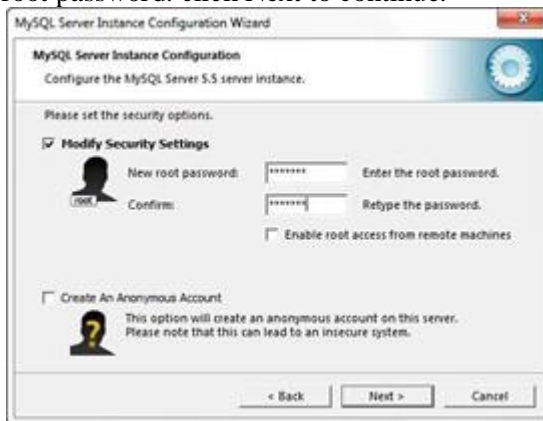 root password. click Next to continue.
MySQL Server Instance Configuration Wizard
MySQL Server Instance Configuration
Configure the MySQL Server 5.5 server instance.
Please set the security options.
Modify Security Settings
root
New root password: ******* Enter the root password.
Confirm: ******* Retype the password.
Enable root access from remote machines
Create An Anonymous Account
This option will create an anonymous account on this server.
Please note that this can lead to an insecure system.
< Back Next > Cancel